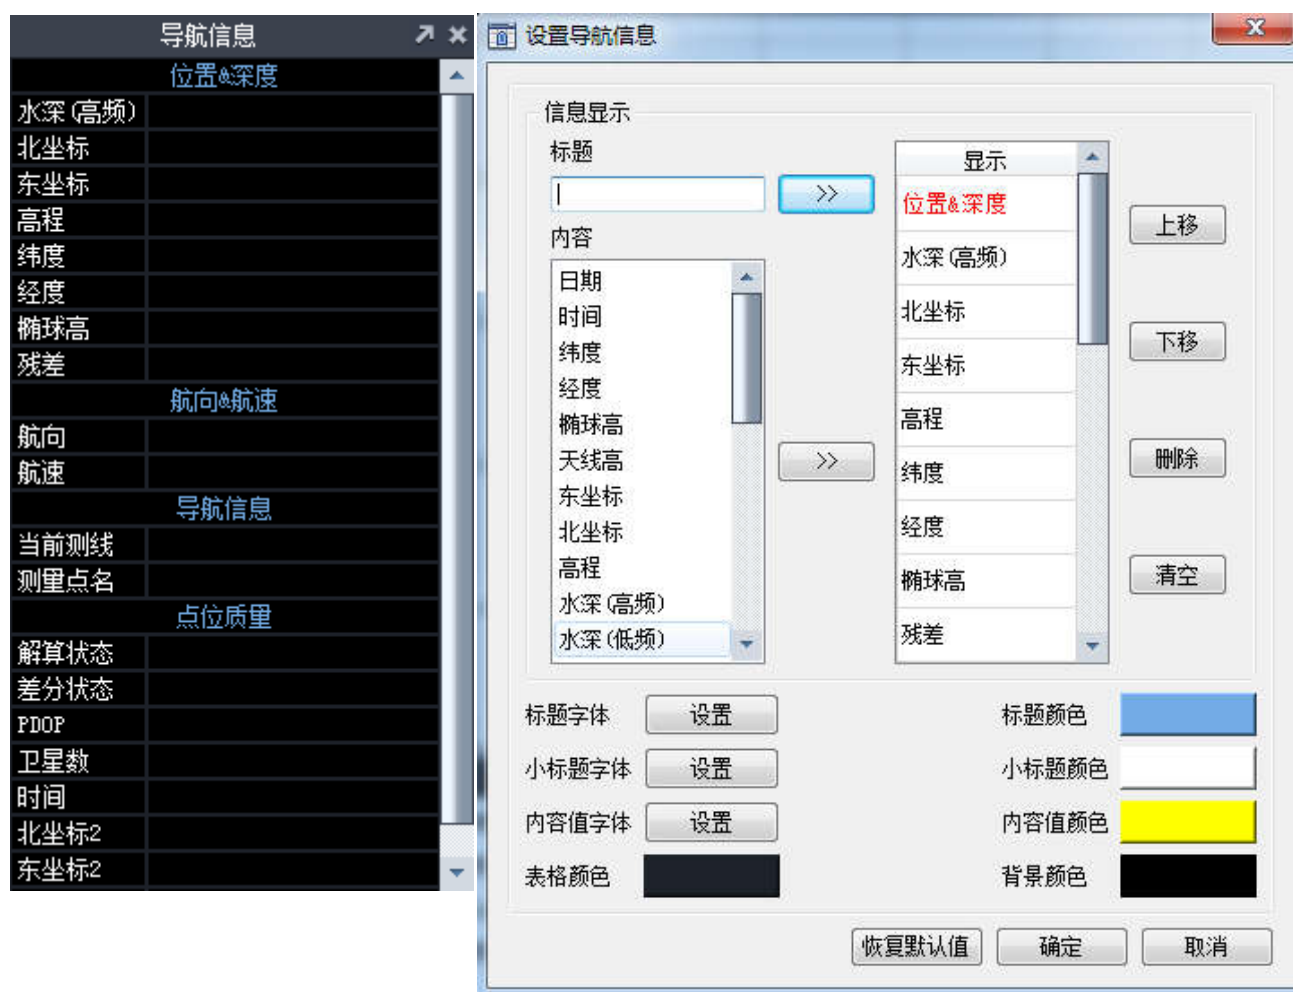 导航信息
位置&深度
水深(高频)
北坐标
东坐标
高程
纬度
经度
椭球高
残差
航向&航速
航向
航速
导航信息
当前测线
测量点名
点位质量
解算状态
差分状态
PDOP
卫星数
时间
北坐标2
东坐标2
设置导航信息
信息显示
标题
>>
内容
日期
时间
纬度
经度
椭球高
天线高
东坐标
北坐标
高程
水深(高频)
水深(低频)
>>
显示
位置&深度
水深(高频)
北坐标
东坐标
高程
纬度
经度
椭球高
残差
上移
下移
删除
清空
标题字体 设置 标题颜色
小标题字体 设置 小标题颜色
内容值字体 设置 内容值颜色
表格颜色 背景颜色
恢复默认值 确定 取消